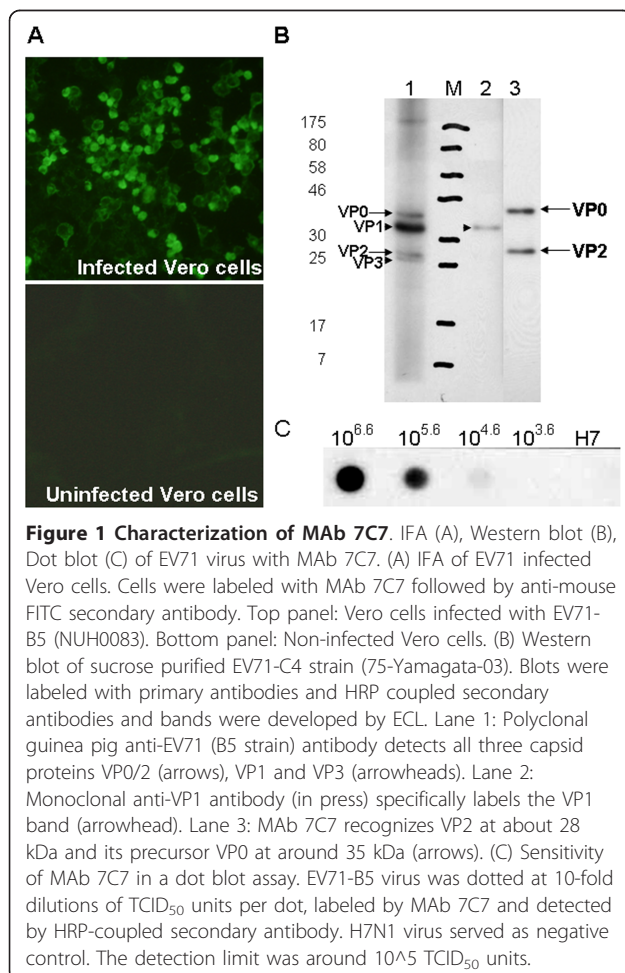 A
Infected Vero cells
Uninfected Vero cells
B
1 M 2 3
175
80
58
46
30
25
17
7
VP0
VP1
VP2
VP3
VP0
VP2
C
10^6.6 10^5.6 10^4.6 10^3.6 H7
Figure 1 Characterization of MAb 7C7. IFA (A), Western blot (B),
Dot blot (C) of EV71 virus with MAb 7C7. (A) IFA of EV71 infected
Vero cells. Cells were labeled with MAb 7C7 followed by anti-mouse
FITC secondary antibody. Top panel: Vero cells infected with EV71-
B5 (NUH0083). Bottom panel: Non-infected Vero cells. (B) Western
blot of sucrose purified EV71-C4 strain (75-Yamagata-03). Blots were
labeled with primary antibodies and HRP coupled secondary
antibodies and bands were developed by ECL. Lane 1: Polyclonal
guinea pig anti-EV71 (B5 strain) antibody detects all three capsid
proteins VP0/2 (arrows), VP1 and VP3 (arrowheads). Lane 2:
Monoclonal anti-VP1 antibody (in press) specifically labels the VP1
band (arrowhead). Lane 3: MAb 7C7 recognizes VP2 at about 28
kDa and its precursor VP0 at around 35 kDa (arrows). (C) Sensitivity
of MAb 7C7 in a dot blot assay. EV71-B5 virus was dotted at 10-fold
dilutions of TCID50 units per dot, labeled by MAb 7C7 and detected
by HRP-coupled secondary antibody. H7N1 virus served as negative
control. The detection limit was around 10^5 TCID50 units.